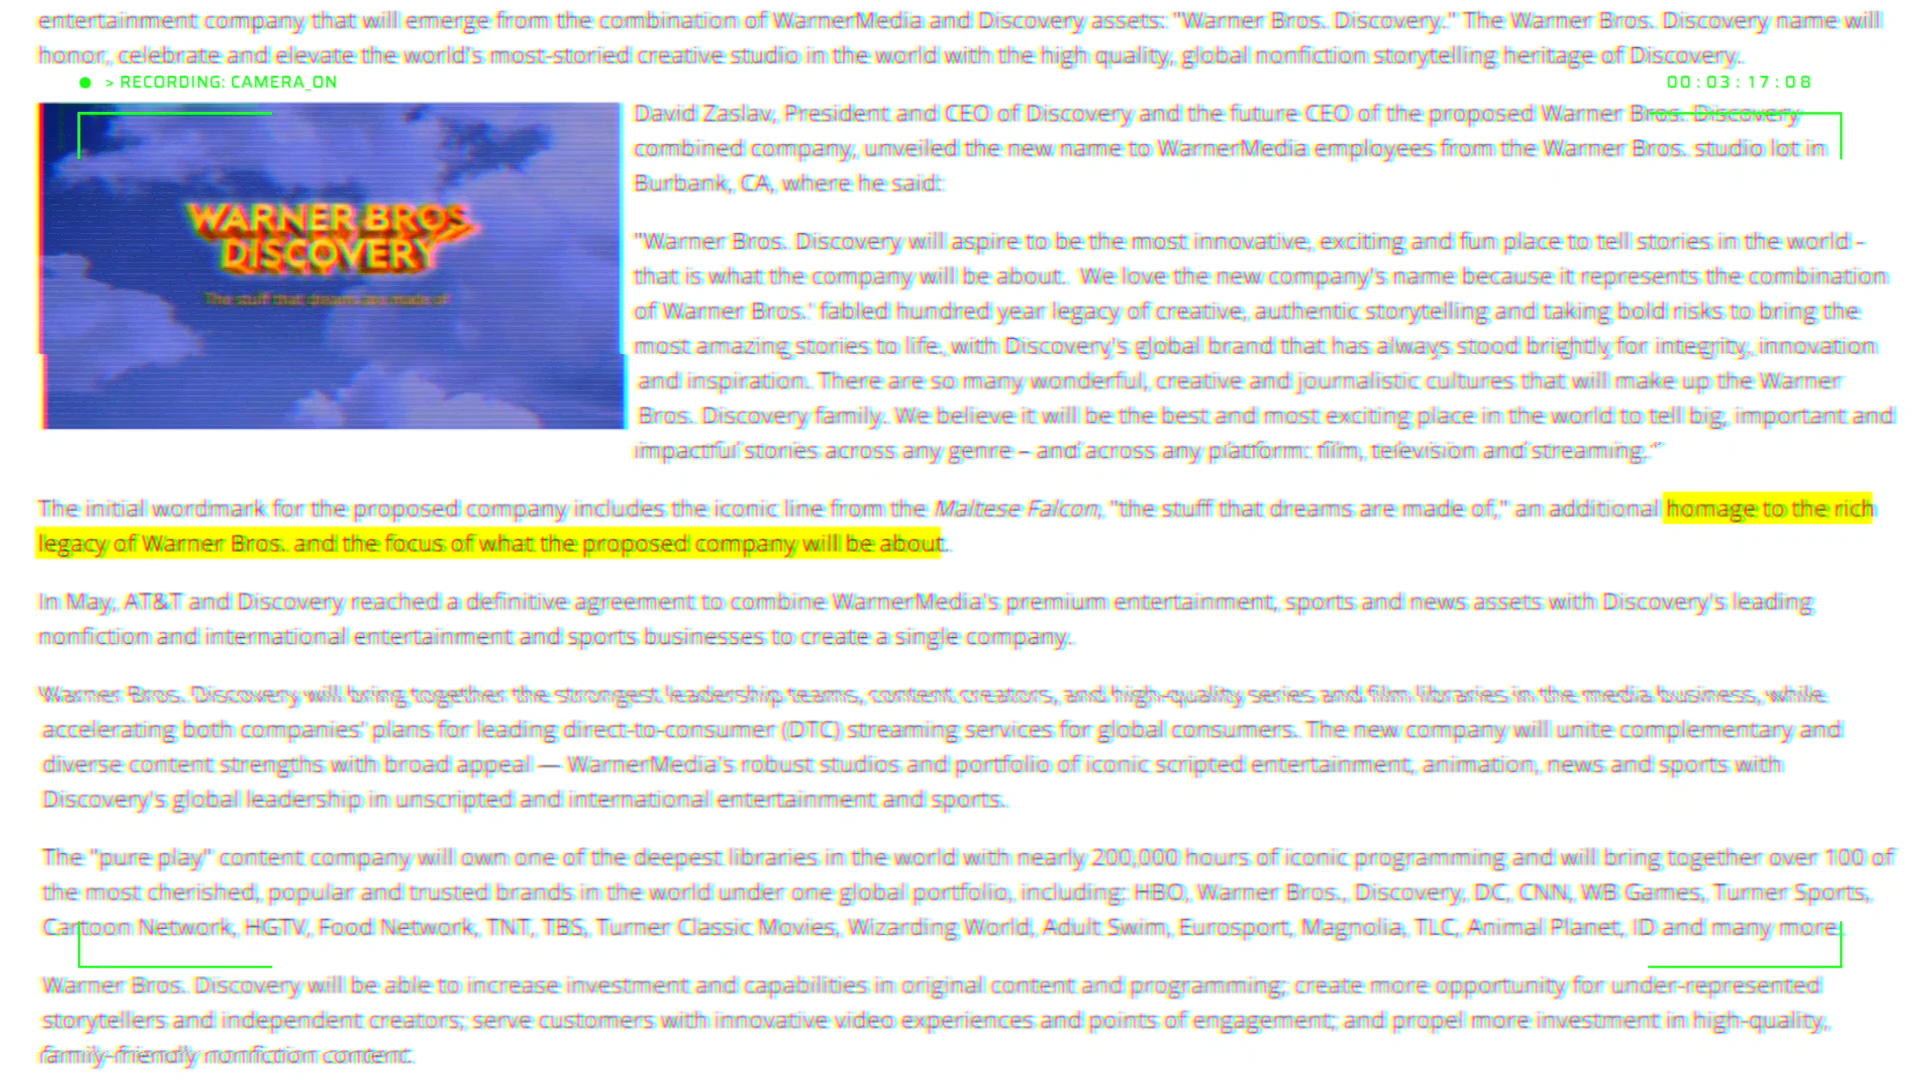 entertainment company that will emerge from the combination of WarnerMedia and Discovery assets: "Warner Bros. Discovery." The Warner Bros. Discovery name will
honor, celebrate and elevate the world's most-storied creative studio in the world with the high quality, global nonfiction storytelling heritage of Discovery.
> RECORDING: CAMERA_ON
00:03:17:08
WARNER BROS.
DISCOVERY
The stuff that dreams are made of
David Zaslav, President and CEO of Discovery and the future CEO of the proposed Warner Bros. Discovery
combined company, unveiled the new name to WarnerMedia employees from the Warner Bros. studio lot in
Burbank, CA, where he said:
"Warner Bros. Discovery will aspire to be the most innovative, exciting and fun place to tell stories in the world –
that is what the company will be about. We love the new company's name because it represents the combination
of Warner Bros.' fabled hundred year legacy of creative, authentic storytelling and taking bold risks to bring the
most amazing stories to life, with Discovery's global brand that has always stood brightly for integrity, innovation
and inspiration. There are so many wonderful, creative and journalistic cultures that will make up the Warner
Bros. Discovery family. We believe it will be the best and most exciting place in the world to tell big, important and
impactful stories across any genre – and across any platform: film, television and streaming."
The initial wordmark for the proposed company includes the iconic line from the Maltese Falcon, "the stuff that dreams are made of," an additional homage to the rich
legacy of Warner Bros. and the focus of what the proposed company will be about.
In May, AT&T and Discovery reached a definitive agreement to combine WarnerMedia's premium entertainment, sports and news assets with Discovery's leading
nonfiction and international entertainment and sports businesses to create a single company.
Warner Bros. Discovery will bring together the strongest leadership teams, content creators, and high-quality series and film libraries in the media business, while
accelerating both companies' plans for leading direct-to-consumer (DTC) streaming services for global consumers. The new company will unite complementary and
diverse content strengths with broad appeal — WarnerMedia's robust studios and portfolio of iconic scripted entertainment, animation, news and sports with
Discovery's global leadership in unscripted and international entertainment and sports.
The "pure play" content company will own one of the deepest libraries in the world with nearly 200,000 hours of iconic programming and will bring together over 100 of
the most cherished, popular and trusted brands in the world under one global portfolio, including: HBO, Warner Bros., Discovery, DC, CNN, WB Games, Turner Sports,
Cartoon Network, HGTV, Food Network, TNT, TBS, Turner Classic Movies, Wizarding World, Adult Swim, Eurosport, Magnolia, TLC, Animal Planet, ID and many more.
Warner Bros. Discovery will be able to increase investment and capabilities in original content and programming; create more opportunity for under-represented
storytellers and independent creators; serve customers with innovative video experiences and points of engagement; and propel more investment in high-quality,
family-friendly nonfiction content.